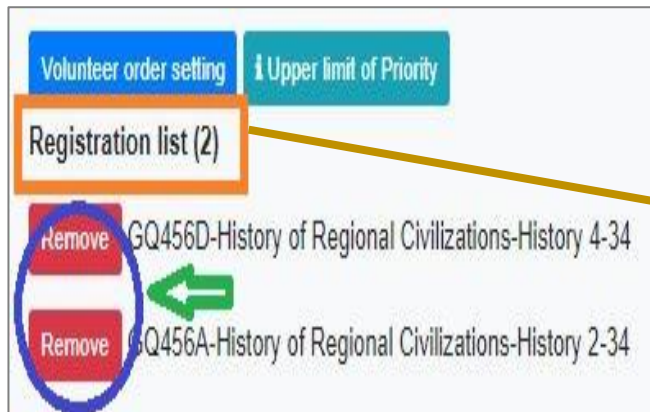 Volunteer order setting
i Upper limit of Priority
Registration list (2)
Remove GQ456D-History of Regional Civilizations-History 4-34
Remove GQ456A-History of Regional Civilizations-History 2-34